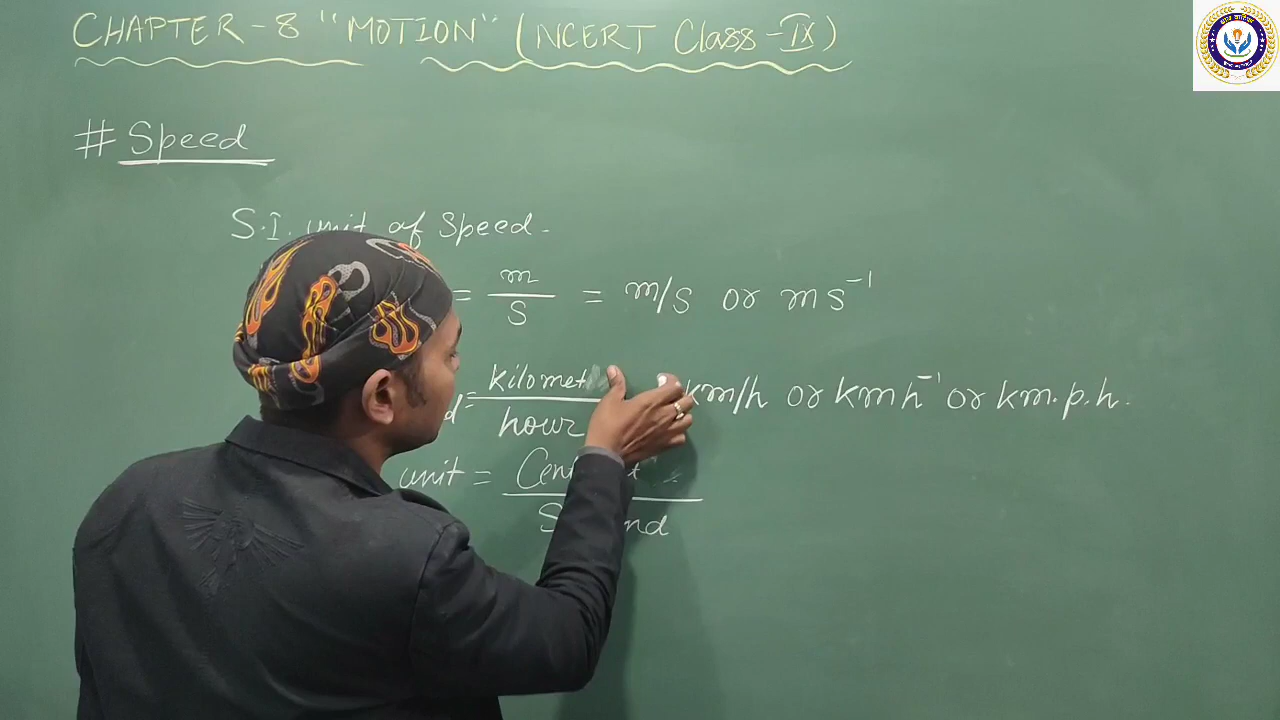 CHAPTER-8 "MOTION" (NCERT Class-IX)
# Speed
S.I. unit of Speed.
= m/s = m/s or ms⁻¹
= kilomet
hour km/h or kmh⁻¹ or km.p.h.
unit =